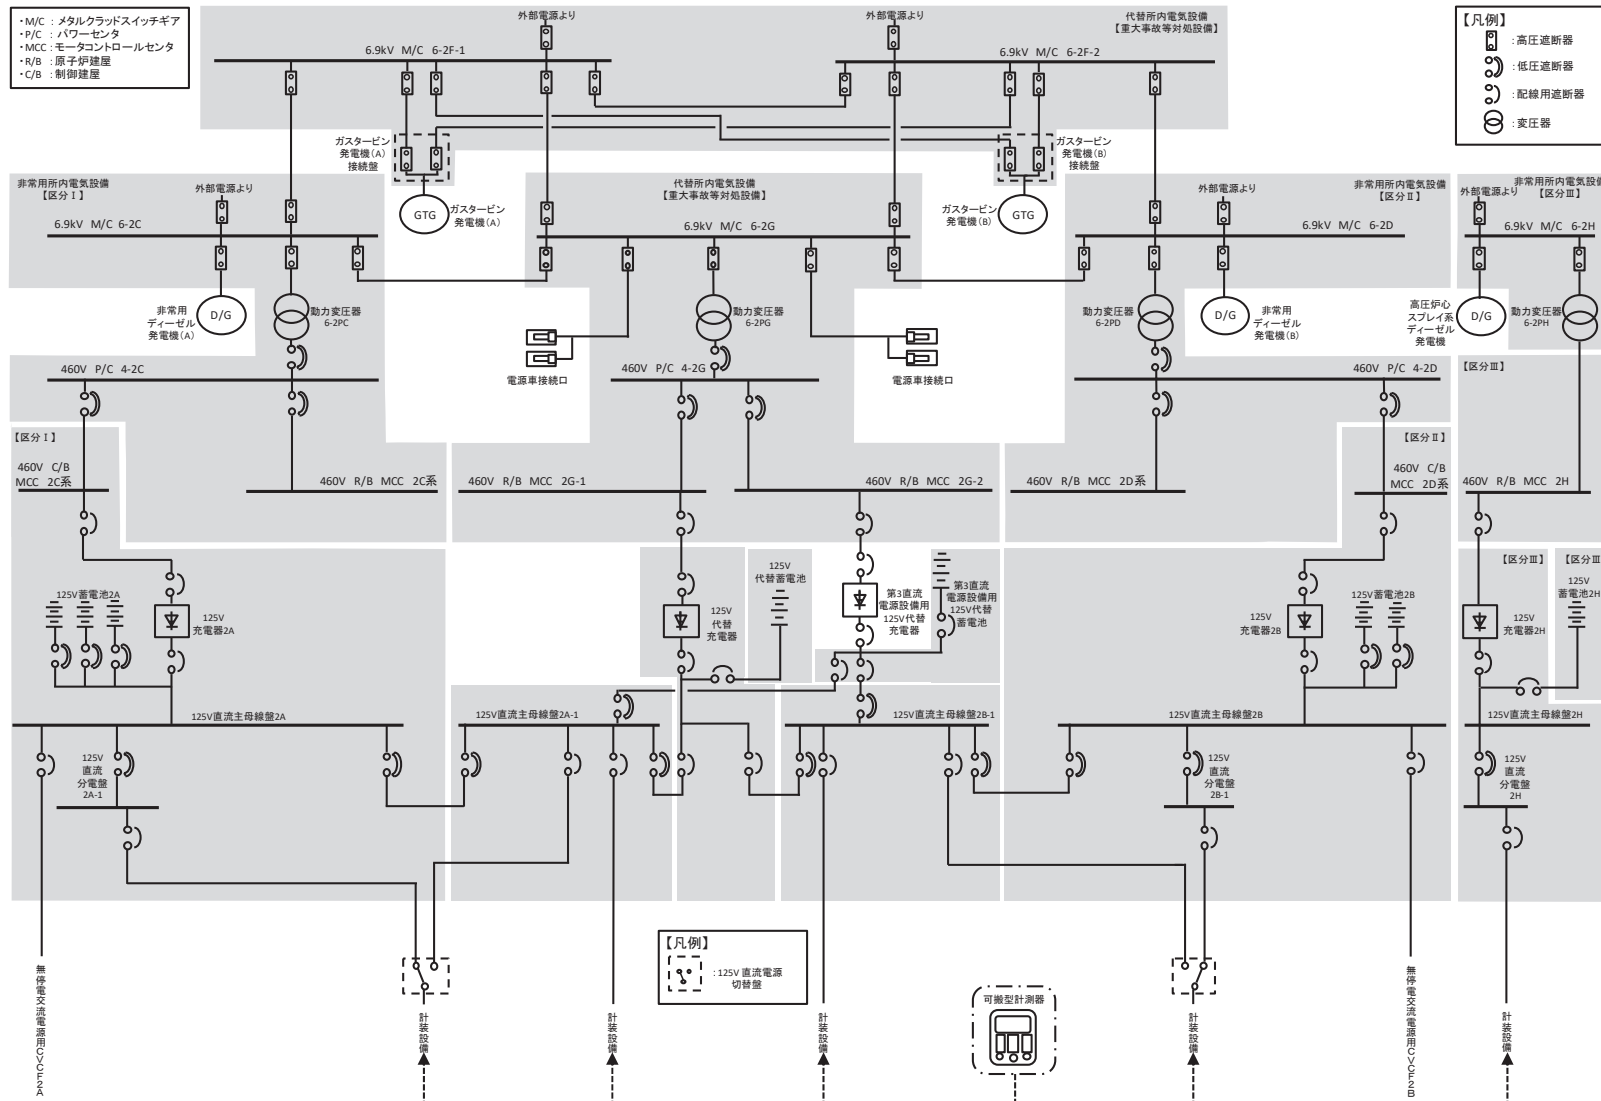 ・M/C : メタルクラッドスイッチギア
・P/C : パワーセンタ
・MCC : モータコントロールセンタ
・R/B : 原子炉建屋
・C/B : 制御建屋
外部電源より
外部電源より
代替所内電気設備
【重大事故等対処設備】
6.9kV M/C 6-2F-1
6.9kV M/C 6-2F-2
【凡例】
:高圧遮断器
:低圧遮断器
:配線用遮断器
:変圧器
ガスタービン
発電機(A)
接続盤
ガスタービン
発電機(B)
接続盤
非常用所内電気設備
【区分Ⅰ】
外部電源より
6.9kV M/C 6-2C
GTG
ガスタービン
発電機(A)
代替所内電気設備
【重大事故等対処設備】
6.9kV M/C 6-2G
ガスタービン
発電機(B)
GTG
外部電源より
非常用所内電気設備
【区分Ⅱ】
6.9kV M/C 6-2D
外部電源より
非常用所内電気設
【区分Ⅲ】
6.9kV M/C 6-2H
非常用
ディーゼル
発電機(A)
D/G
動力変圧器
6-2PC
動力変圧器
6-2PG
動力変圧器
6-2PD
D/G
非常用
ディーゼル
発電機(B)
高圧炉心
スプレイ系
ディーゼル
発電機
D/G
動力変圧器
6-2PH
460V P/C 4-2C
電源車接続口
460V P/C 4-2G
電源車接続口
460V P/C 4-2D
【区分Ⅲ】
【区分Ⅰ】
460V C/B
MCC 2C系
460V R/B MCC 2C系
460V R/B MCC 2G-1
460V R/B MCC 2G-2
460V R/B MCC 2D系
【区分Ⅱ】
460V C/B
MCC 2D系
460V R/B MCC 2H
125V蓄電池2A
125V
充電器2A
125V
代替
充電器
125V
代替蓄電池
第3直流
電源設備用
125V代替
充電器
第3直流
電源設備用
125V代替
蓄電池
125V
充電器2B
125V蓄電池2B
【区分Ⅲ】
125V
充電器2H
【区分Ⅲ
125V
蓄電池2H
125V直流主母線盤2A
125V直流主母線盤2A-1
125V直流主母線盤2B-1
125V直流主母線盤2B
125V直流主母線盤2H
125V
直流
分電盤
2A-1
125V
直流
分電盤
2B-1
125V
直流
分電盤
2H
【凡例】
:125V 直流電源
切替盤
可搬型計測器
無停電交流電源用CVCF2A
計装設備
計装設備
計装設備
計装設備
無停電交流電源用CVCF2B
計装設備